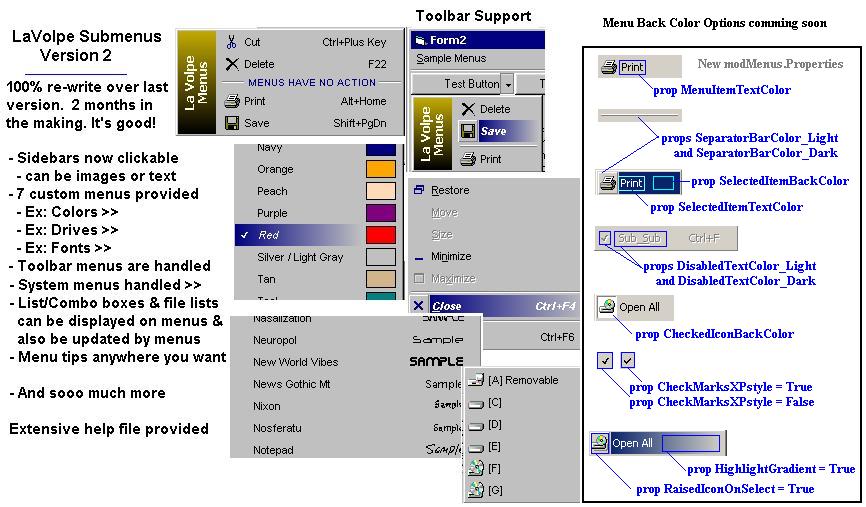 LaVolpe Submenus
Version 2
100% re-write over last
version. 2 months in
the making. It's good!
- Sidebars now clickable
- can be images or text
- 7 custom menus provided
- Ex: Colors >>
- Ex: Drives >>
- Ex: Fonts >>
- Toolbar menus are handled
- System menus handled >>
- List/Combo boxes & file lists
can be displayed on menus &
also be updated by menus
- Menu tips anywhere you want
- And sooo much more
Extensive help file provided
La Volpe
Menus
Cut Ctrl+Plus Key
Delete F22
MENUS HAVE NO ACTION
Print Alt+Home
Save Shift+PgDn
Navy
Orange
Peach
Purple
Red
Silver / Light Gray
Tan
Teal
Nasalization SAMPLE
Neuropol Sample
New World Vibes SAMPLE
News Gothic Mt Sample
Nixon Sample
Nosferatu Sample
Notepad Sample
Toolbar Support
Form2
Sample Menus
Test Button T
La Volpe
Menus
Delete
Save
Print
Restore
Move
Size
Minimize
Maximize
Close Ctrl+F4
Ctrl+F6
[A] Removable
[C]
[D]
[E]
[F]
[G]
Menu Back Color Options comming soon
Print New modMenus.Properties
prop MenuItemTextColor
props SeparatorBarColor_Light
and SeparatorBarColor_Dark
Print prop SelectedItemBackColor
prop SelectedItemTextColor
Sub_Sub Ctrl+F
props DisabledTextColor_Light
and DisabledTextColor_Dark
Open All
prop CheckedIconBackColor
prop CheckMarksXPstyle = True
prop CheckMarksXPstyle = False
Open All
prop HighlightGradient = True
prop RaisedIconOnSelect = True